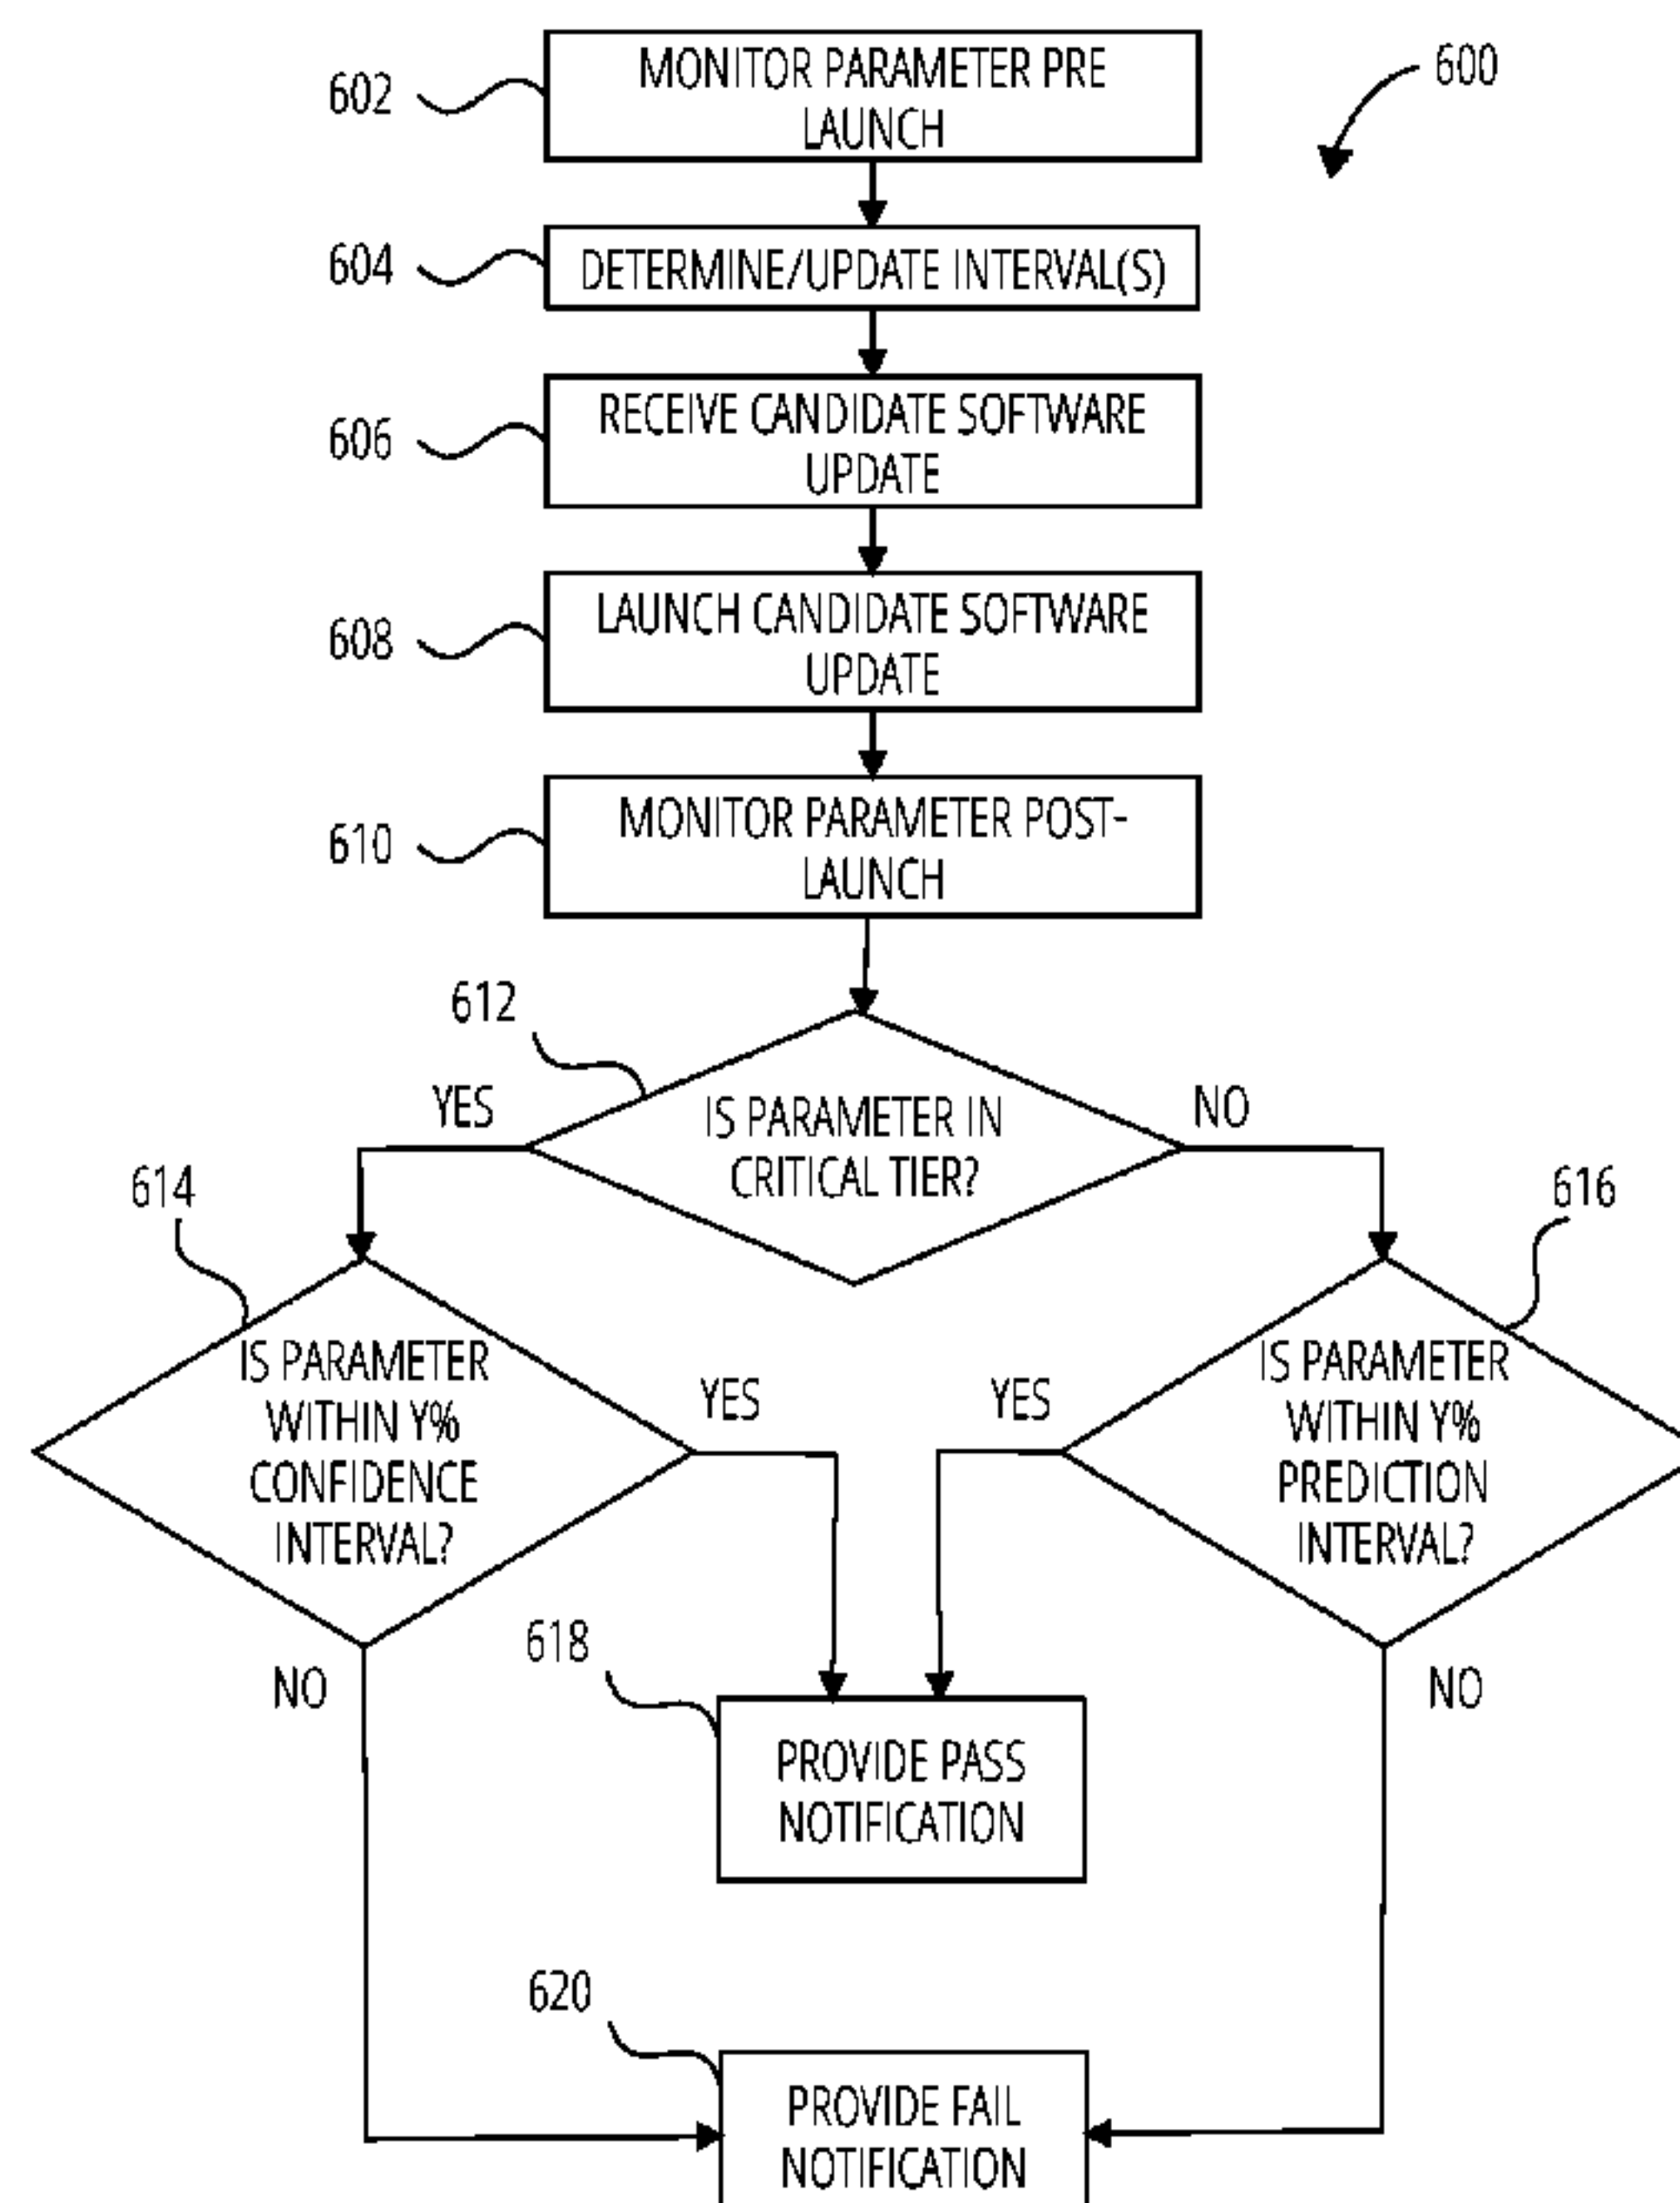 600
602
MONITOR PARAMETER PRE
LAUNCH
604
DETERMINE/UPDATE INTERVAL(S)
606
RECEIVE CANDIDATE SOFTWARE
UPDATE
608
LAUNCH CANDIDATE SOFTWARE
UPDATE
610
MONITOR PARAMETER POST-
LAUNCH
612
YES
IS PARAMETER IN
CRITICAL TIER?
NO
614
616
IS PARAMETER
WITHIN Y%
CONFIDENCE
INTERVAL?
YES
YES
IS PARAMETER
WITHIN Y%
PREDICTION
INTERVAL?
NO
618
NO
PROVIDE PASS
NOTIFICATION
620
PROVIDE FAIL
NOTIFICATION